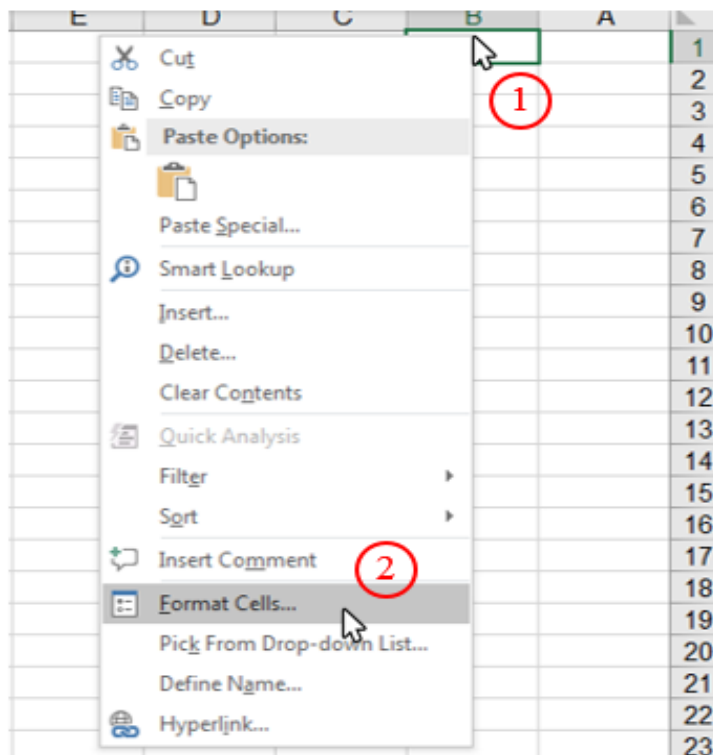 E D C B A
1
Cut
1
2
Copy
3
Paste Options:
4
5
6
Paste Special...
7
Smart Lookup
8
9
Insert...
10
Delete...
11
Clear Contents
12
Quick Analysis
13
14
Filter
15
Sort
16
Insert Comment
2
17
18
Format Cells...
19
Pick From Drop-down List...
20
Define Name...
21
Hyperlink...
22
23